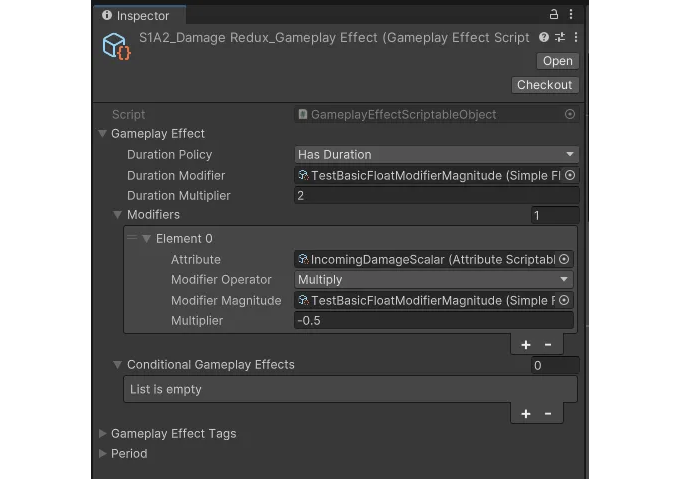 Inspector
S1A2_Damage Redux_Gameplay Effect (Gameplay Effect Script
Open
Checkout
Script GameplayEffectScriptableObject
Gameplay Effect
Duration Policy Has Duration
Duration Modifier TestBasicFloatModifierMagnitude (Simple Fl
Duration Multiplier 2
Modifiers 1
Element 0
Attribute IncomingDamageScalar (Attribute Scriptabl
Modifier Operator Multiply
Modifier Magnitude TestBasicFloatModifierMagnitude (Simple F
Multiplier -0.5
+ -
Conditional Gameplay Effects 0
List is empty
+ -
Gameplay Effect Tags
Period